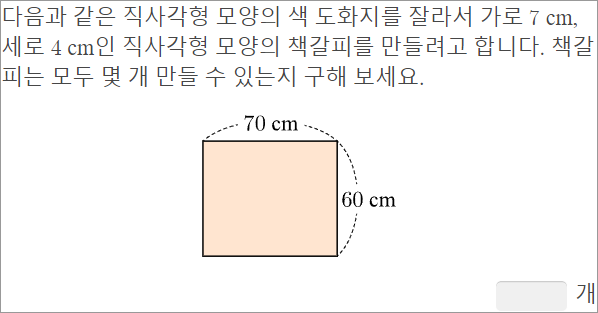 다음과 같은 직사각형 모양의 색 도화지를 잘라서 가로 7 cm,
세로 4 cm인 직사각형 모양의 책갈피를 만들려고 합니다. 책갈
피는 모두 몇 개 만들 수 있는지 구해 보세요.
70 cm
60 cm
개